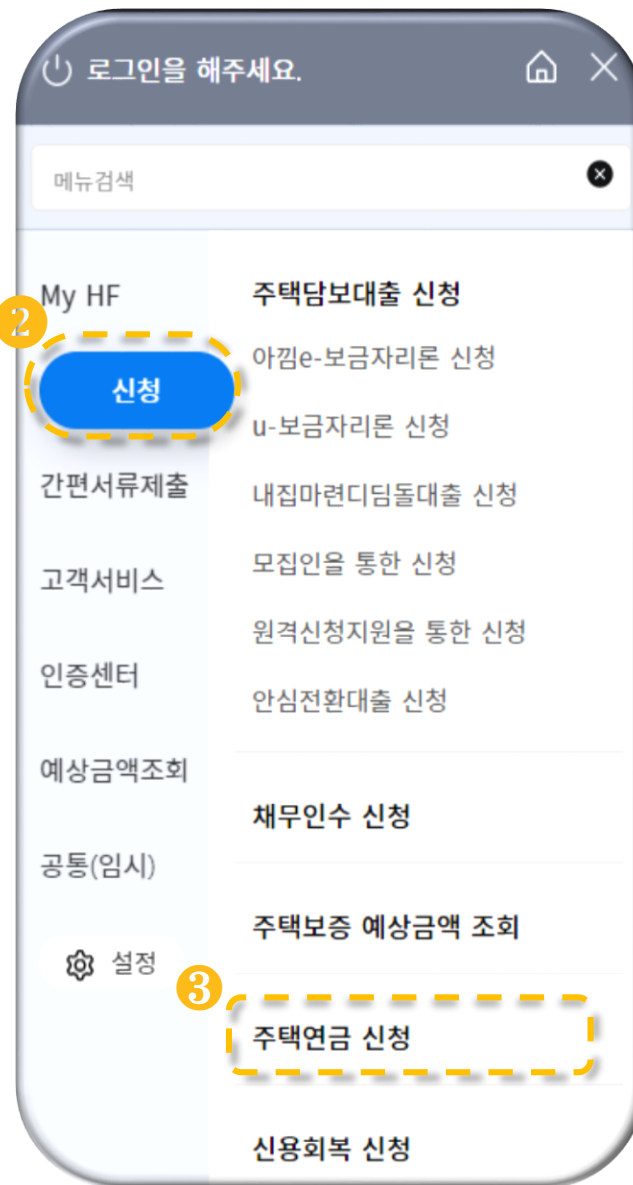 로그인을 해주세요.
메뉴검색
My HF
2
신청
간편서류제출
고객서비스
인증센터
예상금액조회
공통(임시)
설정
주택담보대출 신청
아낌e-보금자리론 신청
u-보금자리론 신청
내집마련디딤돌대출 신청
모집인을 통한 신청
원격신청지원을 통한 신청
안심전환대출 신청
채무인수 신청
주택보증 예상금액 조회
3
주택연금 신청
신용회복 신청